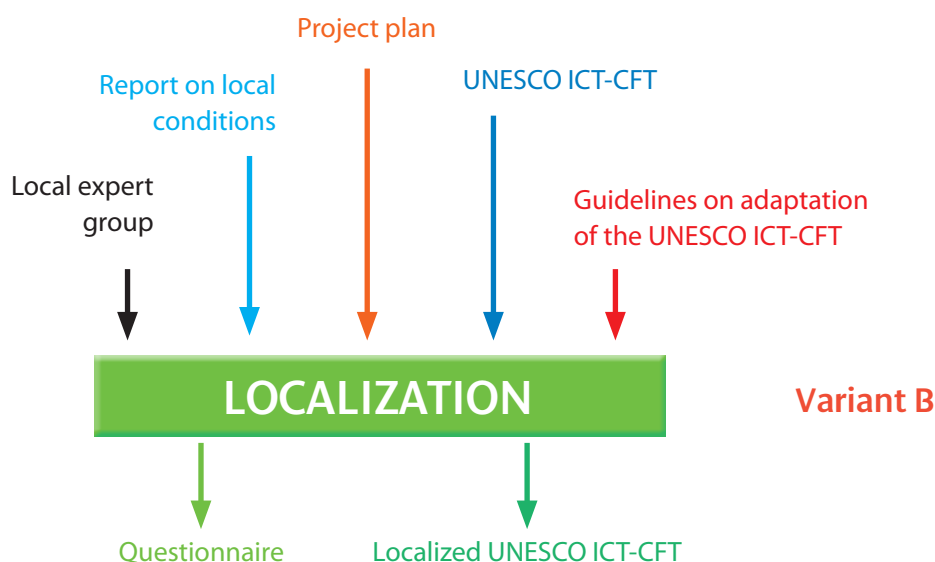 Project plan
Report on local
conditions
UNESCO ICT-CFT
Local expert
group
Guidelines on adaptation
of the UNESCO ICT-CFT
LOCALIZATION
Variant B
Questionnaire
Localized UNESCO ICT-CFT